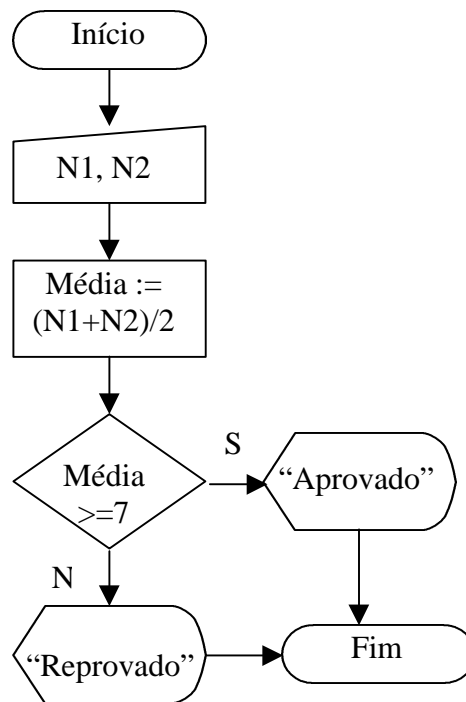 Início
N1, N2
Média :=
(N1+N2)/2
Média
>=7
S
“Aprovado”
N
“Reprovado”
Fim